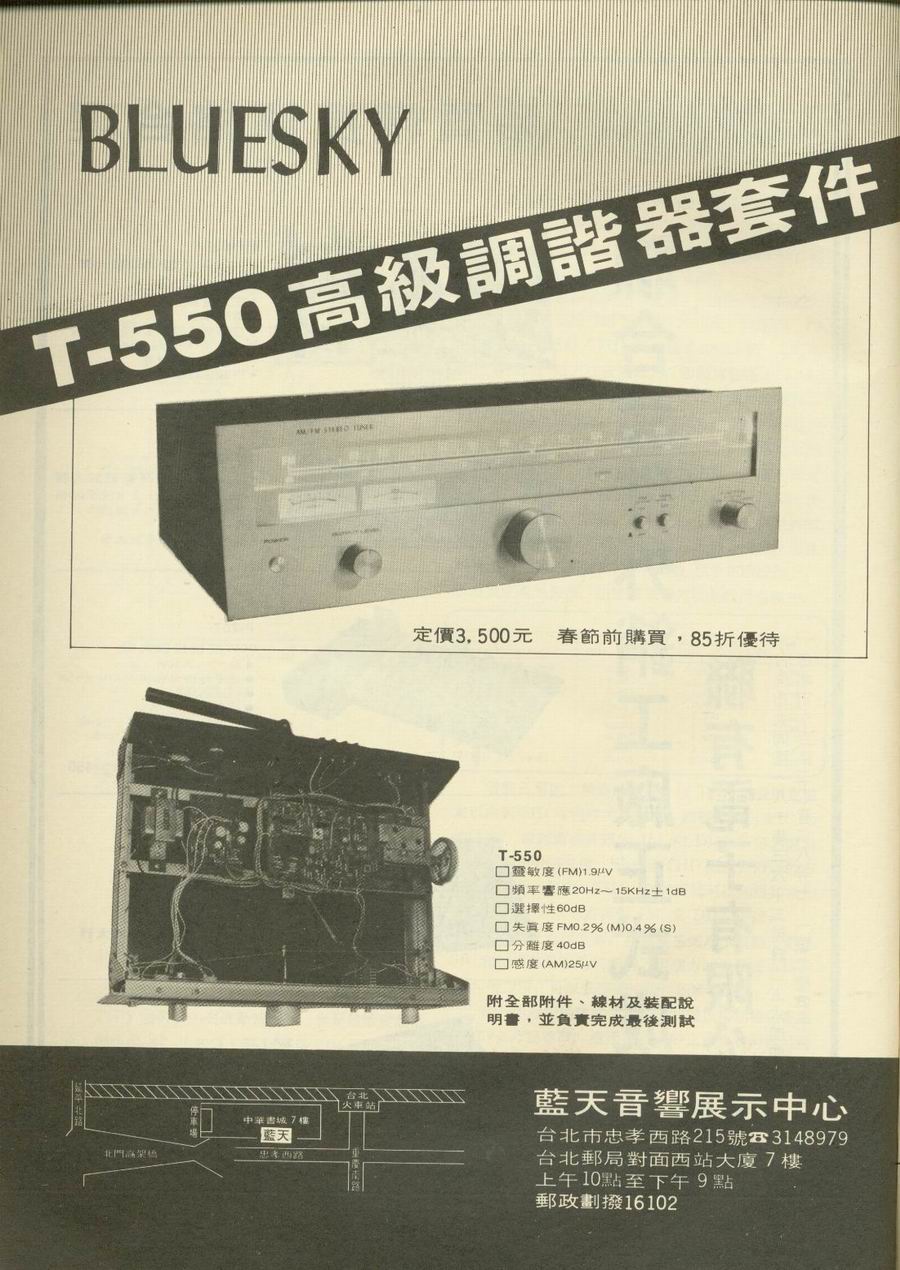 BLUESKY
T-550高級調諧器套件
AM/FM STEREO TUNER
POWER
OUTPUT LEVEL
定價3,500元 春節前購買，85折優待
T-550
□靈敏度(FM)1.9μV
□頻率響應20Hz～15KHz±1dB
□選擇性60dB
□失眞度FM0.2%(M)0.4%(S)
□分離度40dB
□感度(AM)25μV
附全部附件、線材及裝配說
明書，並負責完成最後測試
延平北路
台北
火車站
停車場
中華書城7樓
藍天
北門高架橋
忠孝西路
重慶南路
藍天音響展示中心
台北市忠孝西路215號☎3148979
台北郵局對面西站大廈7樓
上午10點至下午9點
郵政劃撥16102